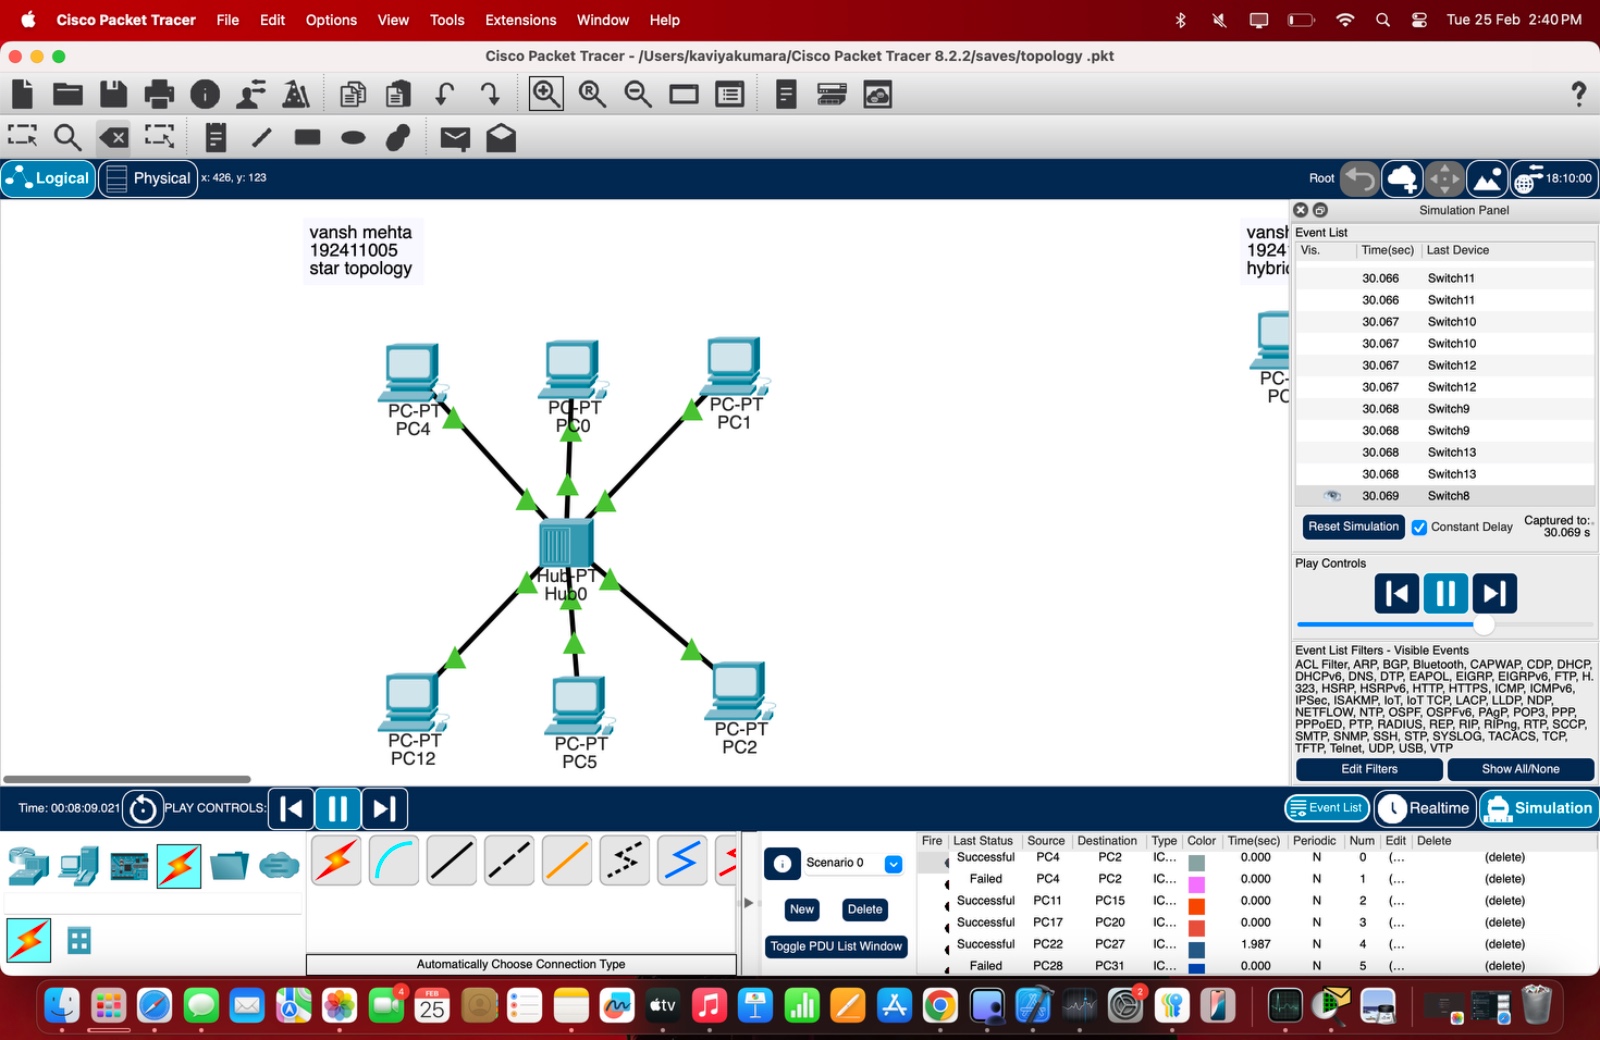 Cisco Packet Tracer File Edit Options View Tools Extensions Window Help Tue 25 Feb 2:40 PM
Cisco Packet Tracer - /Users/kaviyakumara/Cisco Packet Tracer 8.2.2/saves/topology .pkt
Logical Physical x: 426, y: 123 Root 18:10:00
vansh mehta
192411005
star topology
vansh
1924
hybrid
PC-PT
PC4
PC-PT
PC0
PC-PT
PC1
PC-
PC
Hub-PT
Hub0
PC-PT
PC12
PC-PT
PC5
PC-PT
PC2
Simulation Panel
Event List
Vis. Time(sec) Last Device
30.066 Switch11
30.066 Switch11
30.067 Switch10
30.067 Switch10
30.067 Switch12
30.067 Switch12
30.068 Switch9
30.068 Switch9
30.068 Switch13
30.068 Switch13
30.069 Switch8
Reset Simulation Constant Delay Captured to:
30.069 s
Play Controls
Event List Filters - Visible Events
ACL Filter, ARP, BGP, Bluetooth, CAPWAP, CDP, DHCP,
DHCPv6, DNS, DTP, EAPOL, EIGRP, EIGRPv6, FTP, H.
323, HSRP, HSRPv6, HTTP, HTTPS, ICMP, ICMPv6,
IPSec, ISAKMP, IoT, IoT TCP, LACP, LLDP, NDP,
NETFLOW, NTP, OSPF, OSPFv6, PAgP, POP3, PPP,
PPPoED, PTP, RADIUS, REP, RIP, RIPng, RTP, SCCP,
SMTP, SNMP, SSH, STP, SYSLOG, TACACS, TCP,
TFTP, Telnet, UDP, USB, VTP
Edit Filters Show All/None
Time: 00:08:09.021 PLAY CONTROLS: Event List Realtime Simulation
Automatically Choose Connection Type
Scenario 0
New Delete
Toggle PDU List Window
Fire Last Status Source Destination Type Color Time(sec) Periodic Num Edit Delete
Successful PC4 PC2 IC... 0.000 N 0 (... (delete)
Failed PC4 PC2 IC... 0.000 N 1 (... (delete)
Successful PC11 PC15 IC... 0.000 N 2 (... (delete)
Successful PC17 PC20 IC... 0.000 N 3 (... (delete)
Successful PC22 PC27 IC... 1.987 N 4 (... (delete)
Failed PC28 PC31 IC... 0.000 N 5 (... (delete)
4
FEB
25
tv
2